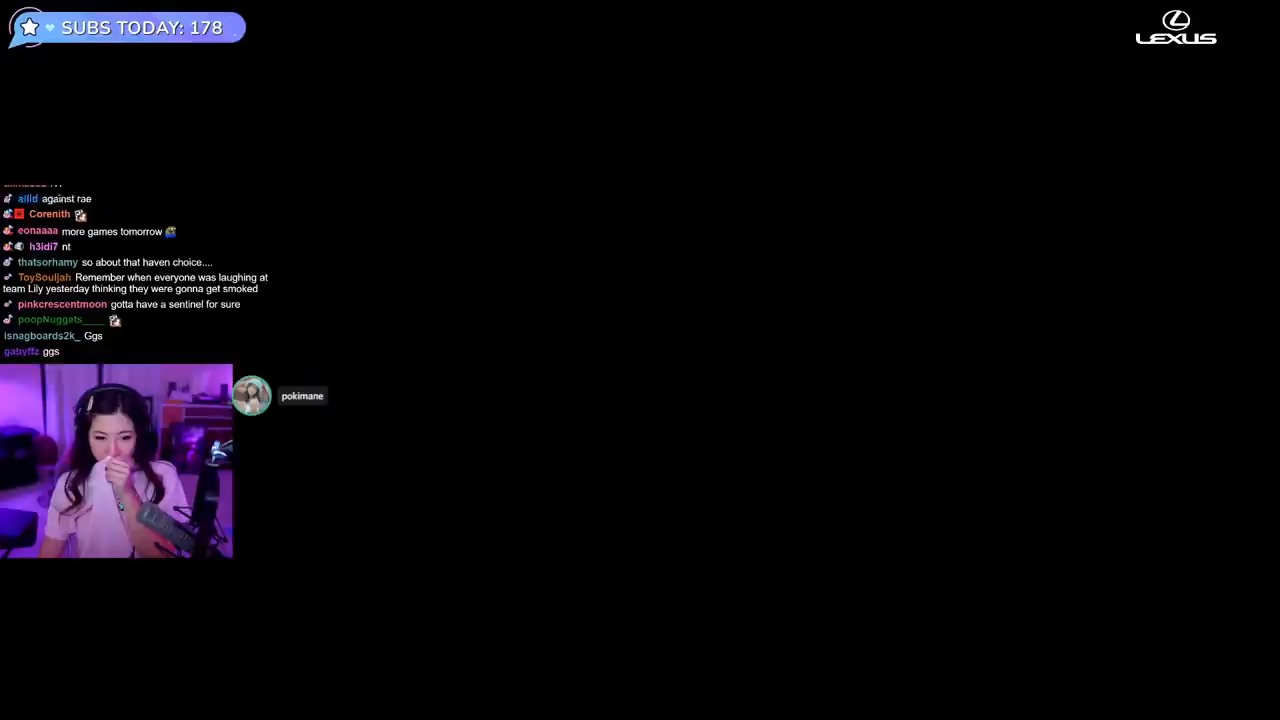 SUBS TODAY: 178
LEXUS
allid against rae
Corenith
eonaaaa more games tomorrow
h3idi7 nt
thatsorhamy so about that haven choice....
ToySouljah Remember when everyone was laughing at
team Lily yesterday thinking they were gonna get smoked
pinkcrescentmoon gotta have a sentinel for sure
poopNuggets____
isnagboards2k_ Ggs
gabyffz ggs
pokimane